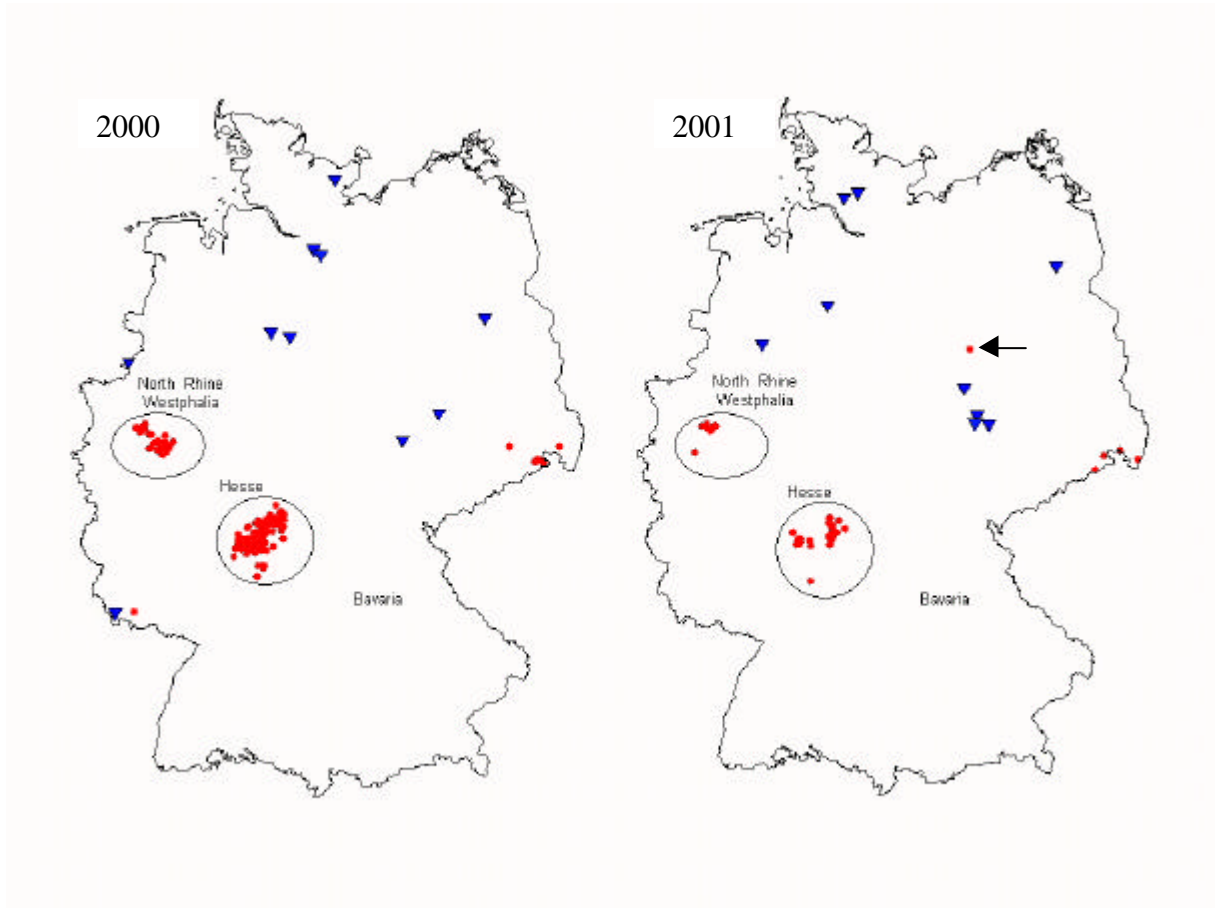 2000
North Rhine
Westphalia
Hesse
Bavaria
2001
North Rhine
Westphalia
Hesse
Bavaria